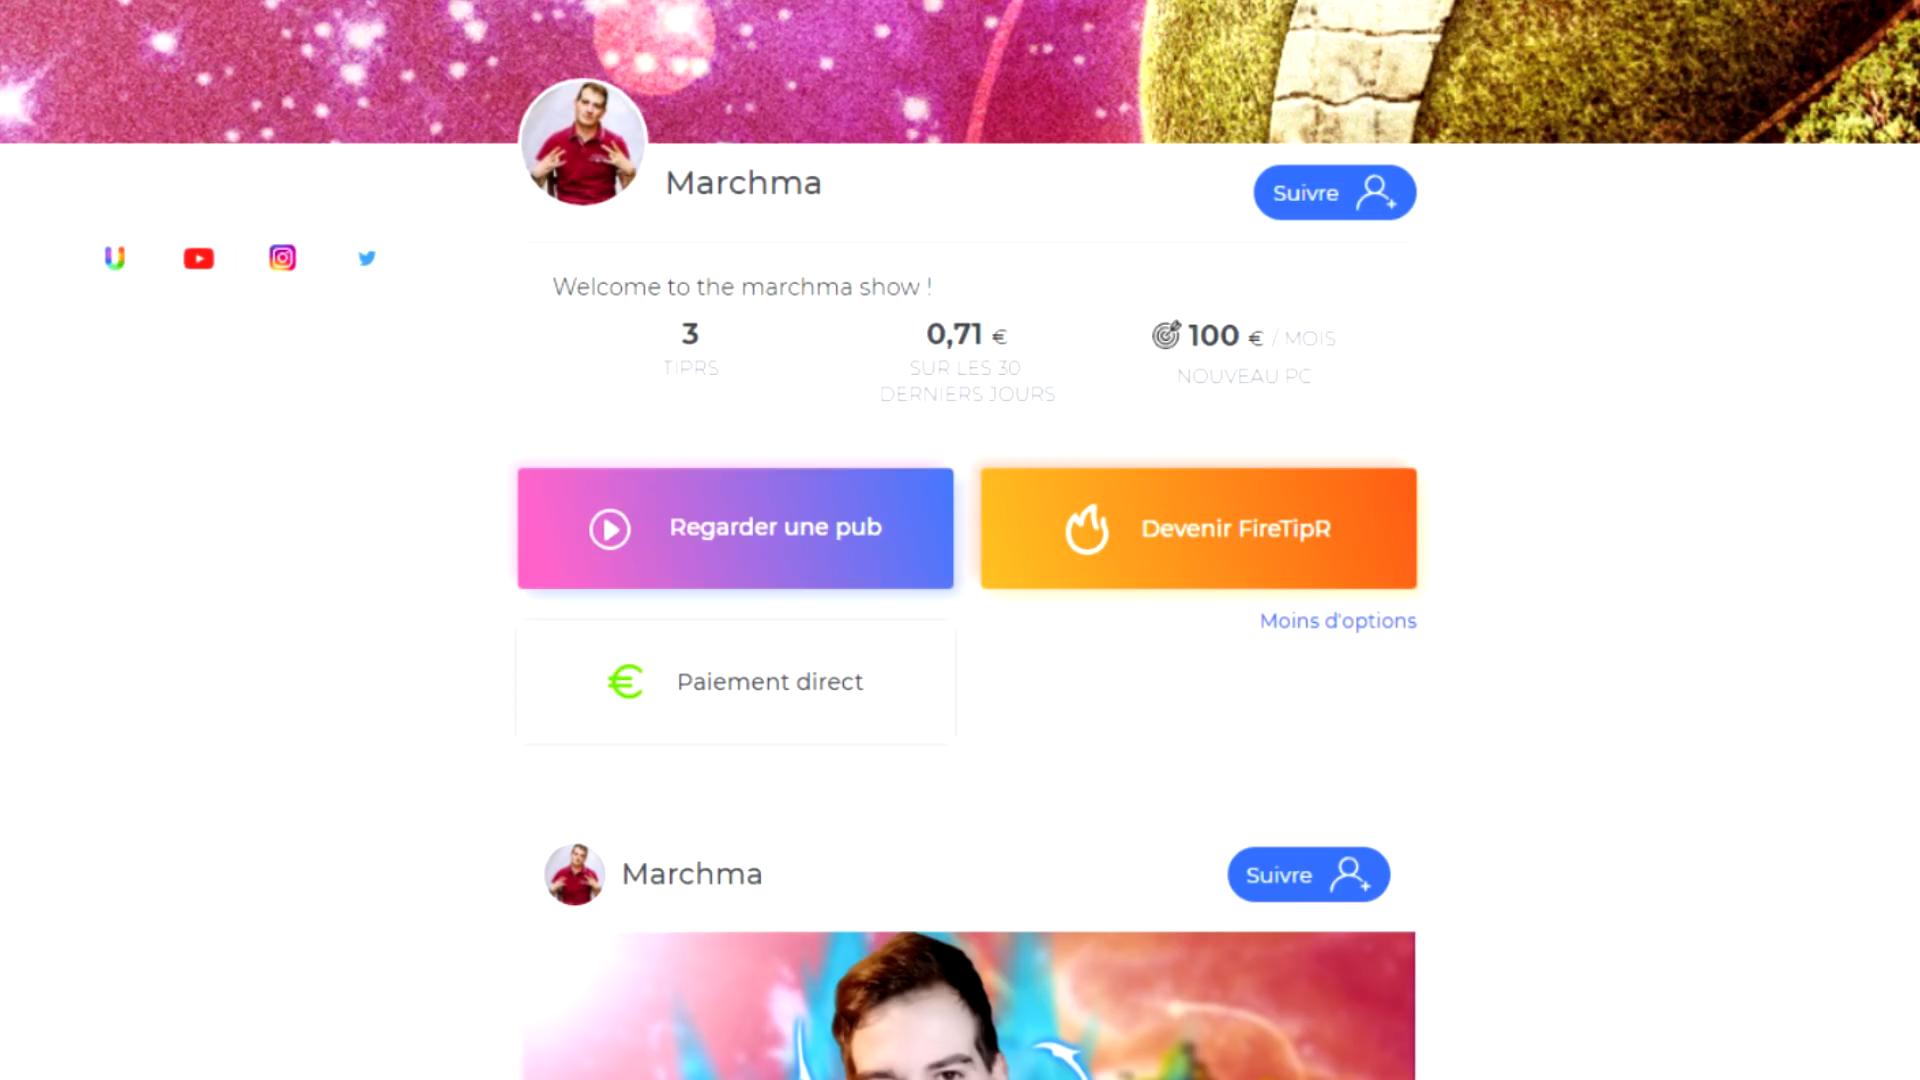 Marchma
Suivre
Welcome to the marchma show !
3
TIPRS
0,71 €
SUR LES 30
DERNIERS JOURS
100 € / MOIS
NOUVEAU PC
Regarder une pub
Devenir FireTipR
Moins d'options
€ Paiement direct
Marchma
Suivre